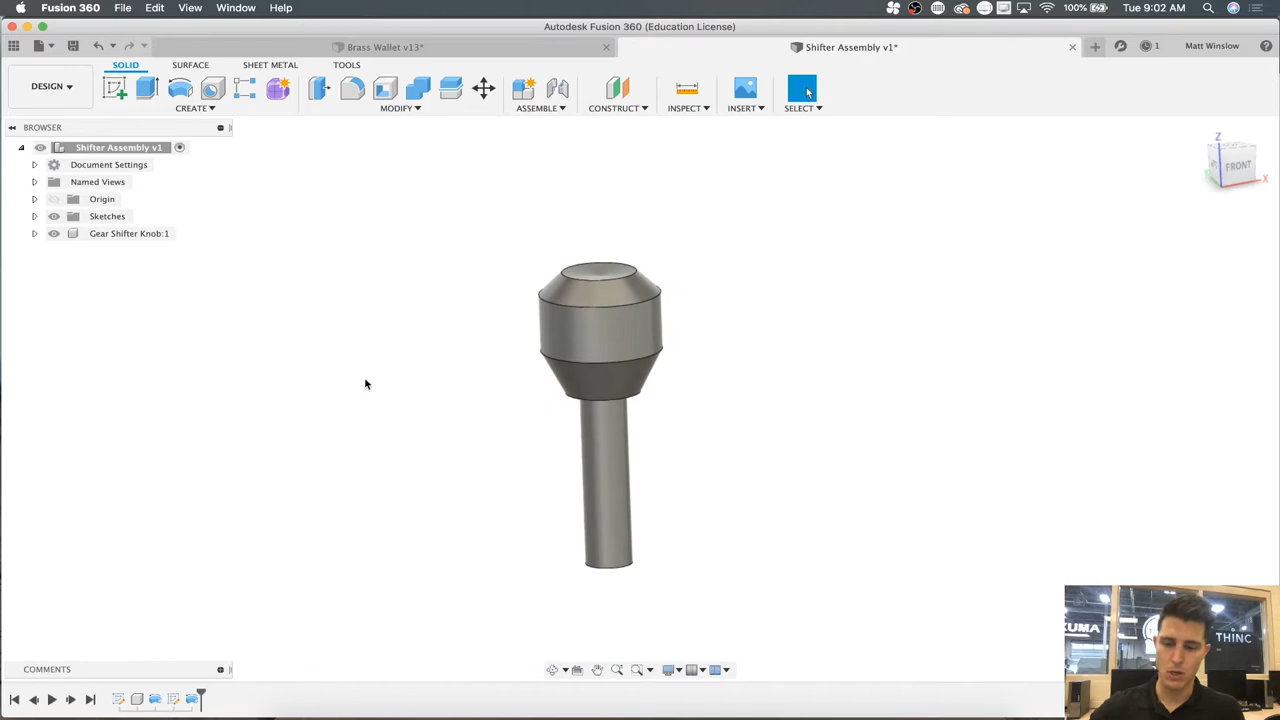 Fusion 360 File Edit View Window Help 100% Tue 9:02 AM
Autodesk Fusion 360 (Education License)
Brass Wallet v13* Shifter Assembly v1* 1 Matt Winslow
SOLID SURFACE SHEET METAL TOOLS
DESIGN
CREATE MODIFY ASSEMBLE CONSTRUCT INSPECT INSERT SELECT
BROWSER
Shifter Assembly v1
Document Settings
Named Views
Origin
Sketches
Gear Shifter Knob:1
Z
FRONT
X
KUMA THINC
COMMENTS